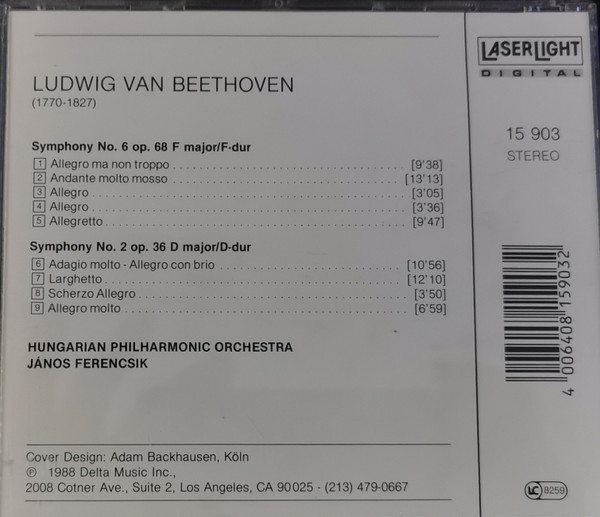 LASERLIGHT
DIGITAL
LUDWIG VAN BEETHOVEN
(1770-1827)
15 903
STEREO
Symphony No. 6 op. 68 F major/F-dur
1 Allegro ma non troppo [9'38]
2 Andante molto mosso [13'13]
3 Allegro [3'05]
4 Allegro [3'36]
5 Allegretto [9'47]
Symphony No. 2 op. 36 D major/D-dur
6 Adagio molto - Allegro con brio [10'56]
7 Larghetto [12'10]
8 Scherzo Allegro [3'50]
9 Allegro molto [6'59]
HUNGARIAN PHILHARMONIC ORCHESTRA
JÁNOS FERENCSIK
4 006408 159032
Cover Design: Adam Backhausen, Köln
℗ 1988 Delta Music Inc.,
2008 Cotner Ave., Suite 2, Los Angeles, CA 90025 - (213) 479-0667
LC 8259